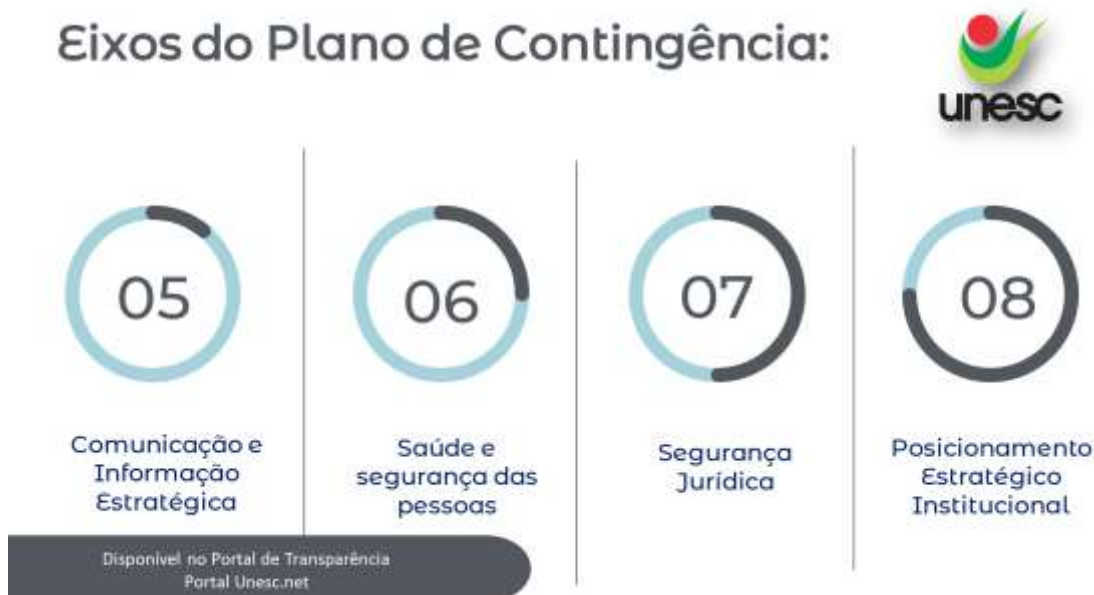 Eixos do Plano de Contingência:
unesc
05
06
07
08
Comunicação e
Informação
Estratégica
Saúde e
segurança das
pessoas
Segurança
Jurídica
Posicionamento
Estratégico
Institucional
Disponível no Portal de Transparência
Portal Unesc.net